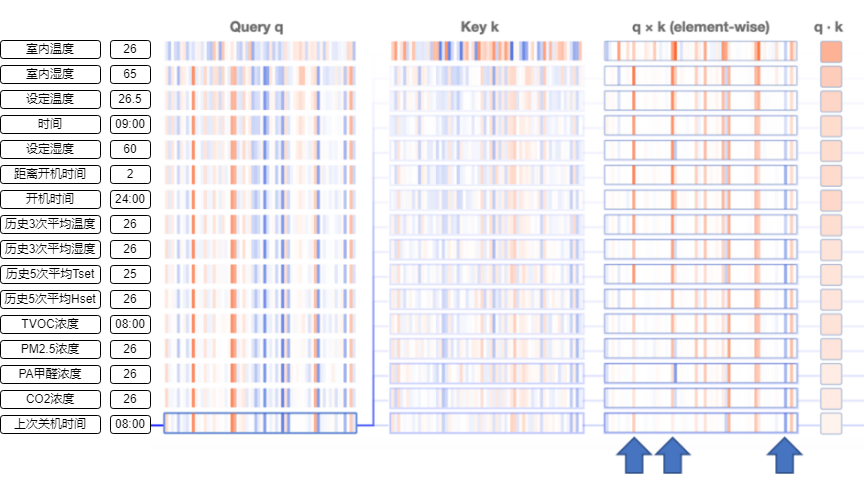 Query q Key k q × k (element-wise) q · k
室内温度 26
室内湿度 65
设定温度 26.5
时间 09:00
设定湿度 60
距离开机时间 2
开机时间 24:00
历史3次平均温度 26
历史3次平均湿度 26
历史5次平均Tset 25
历史5次平均Hset 26
TVOC浓度 08:00
PM2.5浓度 26
PA甲醛浓度 26
CO2浓度 26
上次关机时间 08:00